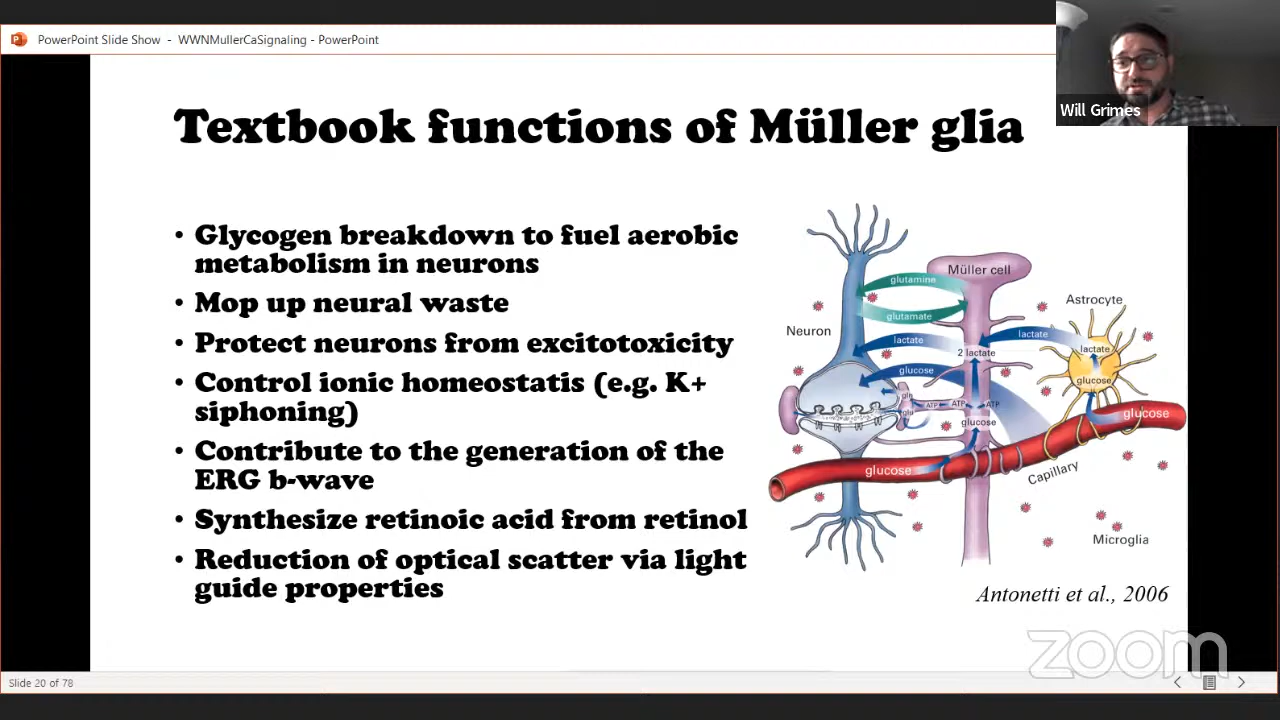 PowerPoint Slide Show - WWNMullerCaSignaling - PowerPoint
Will Grimes
Textbook functions of Müller glia
• Glycogen breakdown to fuel aerobic
metabolism in neurons
• Mop up neural waste
• Protect neurons from excitotoxicity
• Control ionic homeostatis (e.g. K+
siphoning)
• Contribute to the generation of the
ERG b-wave
• Synthesize retinoic acid from retinol
• Reduction of optical scatter via light
guide properties
Müller cell
glutamine
glutamate
Neuron
Astrocyte
lactate
lactate
lactate
2 lactate
glucose
glucose
glu
glu
ATP
ATP
ATP
glucose
glucose
glucose
Capillary
Microglia
Antonetti et al., 2006
zoom
Slide 20 of 78